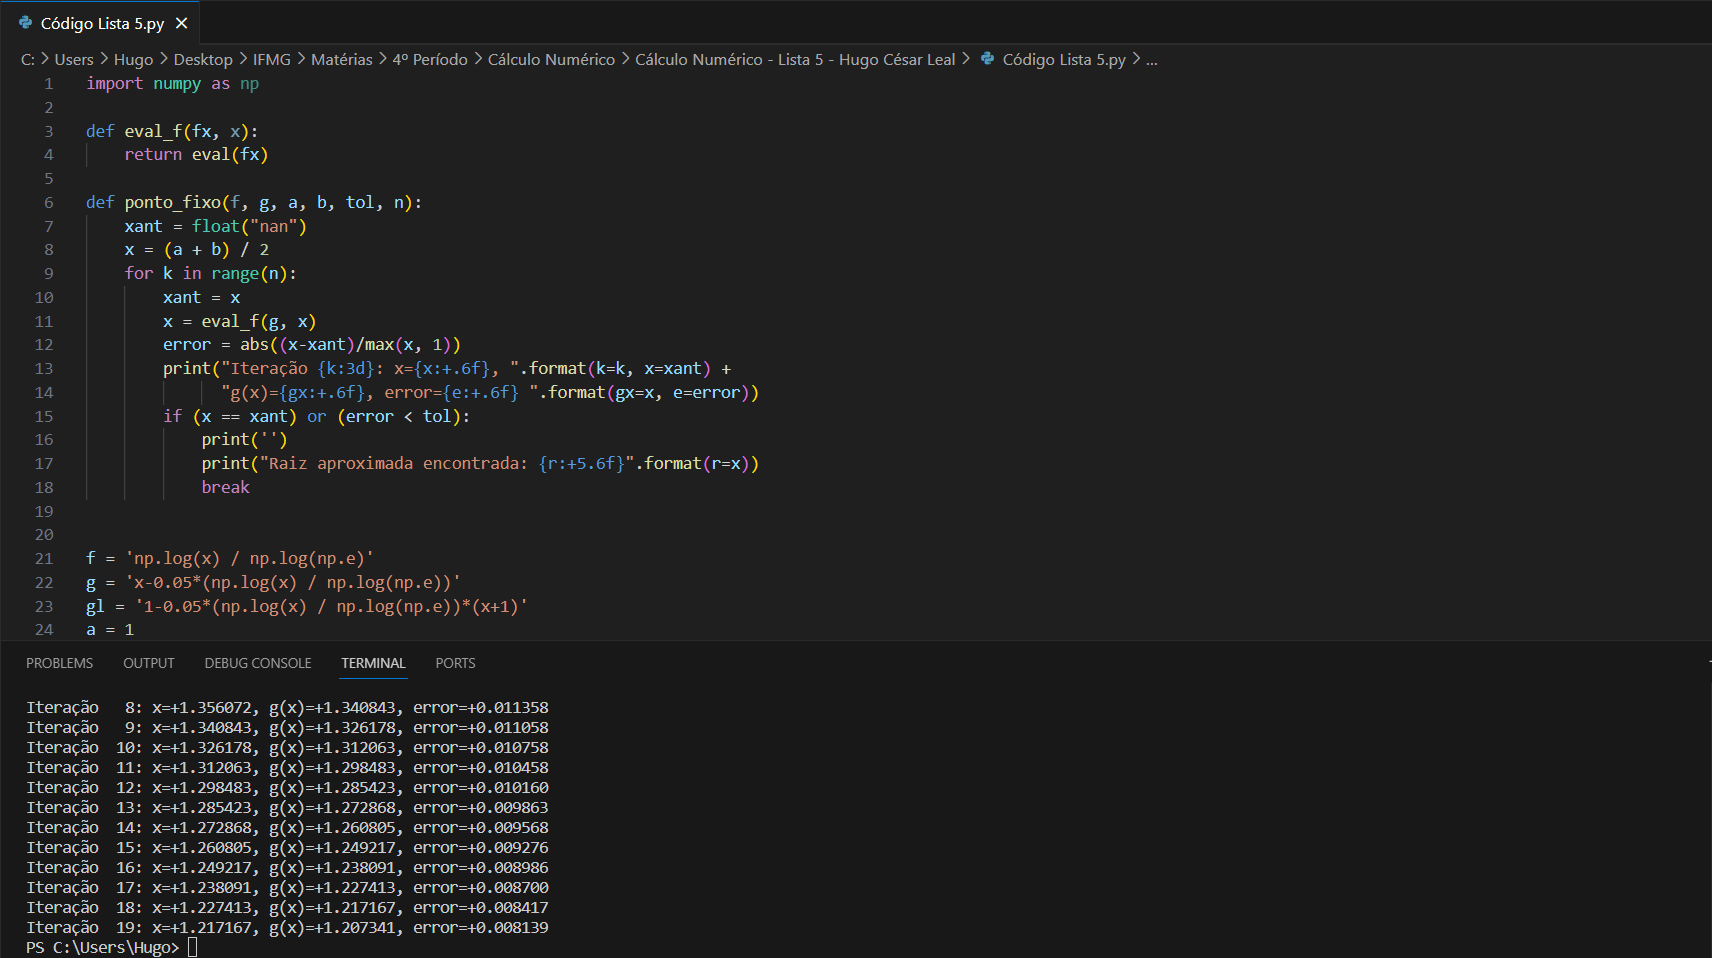 Código Lista 5.py ×
C: > Users > Hugo > Desktop > IFMG > Matérias > 4º Período > Cálculo Numérico > Cálculo Numérico - Lista 5 - Hugo César Leal > Código Lista 5.py > ...
1 import numpy as np
2
3 def eval_f(fx, x):
4     return eval(fx)
5
6 def ponto_fixo(f, g, a, b, tol, n):
7     xant = float("nan")
8     x = (a + b) / 2
9     for k in range(n):
10         xant = x
11         x = eval_f(g, x)
12         error = abs((x-xant)/max(x, 1))
13         print("Iteração {k:3d}: x={x:+.6f}, ".format(k=k, x=xant) +
14               "g(x)={gx:+.6f}, error={e:+.6f} ".format(gx=x, e=error))
15         if (x == xant) or (error < tol):
16             print('')
17             print("Raiz aproximada encontrada: {r:+5.6f}".format(r=x))
18             break
19
20
21 f = 'np.log(x) / np.log(np.e)'
22 g = 'x-0.05*(np.log(x) / np.log(np.e))'
23 gl = '1-0.05*(np.log(x) / np.log(np.e))*(x+1)'
24 a = 1
PROBLEMS OUTPUT DEBUG CONSOLE TERMINAL PORTS
Iteração   8: x=+1.356072, g(x)=+1.340843, error=+0.011358
Iteração   9: x=+1.340843, g(x)=+1.326178, error=+0.011058
Iteração  10: x=+1.326178, g(x)=+1.312063, error=+0.010758
Iteração  11: x=+1.312063, g(x)=+1.298483, error=+0.010458
Iteração  12: x=+1.298483, g(x)=+1.285423, error=+0.010160
Iteração  13: x=+1.285423, g(x)=+1.272868, error=+0.009863
Iteração  14: x=+1.272868, g(x)=+1.260805, error=+0.009568
Iteração  15: x=+1.260805, g(x)=+1.249217, error=+0.009276
Iteração  16: x=+1.249217, g(x)=+1.238091, error=+0.008986
Iteração  17: x=+1.238091, g(x)=+1.227413, error=+0.008700
Iteração  18: x=+1.227413, g(x)=+1.217167, error=+0.008417
Iteração  19: x=+1.217167, g(x)=+1.207341, error=+0.008139
PS C:\Users\Hugo>